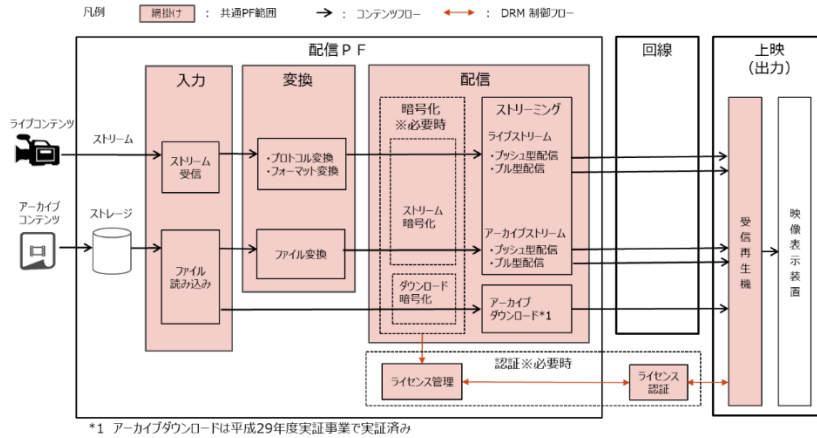 凡例
網掛け
: 共通PF範囲
: コンテンツフロー
: DRM 制御フロー
配信ＰＦ
回線
上映
（出力）
入力
変換
配信
ライブコンテンツ
ストリーム
ストリーム
受信
・プロトコル変換
・フォーマット変換
暗号化
※必要時
ストリーム
暗号化
ストリーミング
ライブストリーム
・プッシュ型配信
・プル型配信
アーカイブストリーム
・プッシュ型配信
・プル型配信
アーカイブ
コンテンツ
ストレージ
ファイル
読み込み
ファイル変換
ダウンロード
暗号化
アーカイブ
ダウンロード*1
受信再生機
映像表示装置
認証※必要時
ライセンス管理
ライセンス
認証
*1 アーカイブダウンロードは平成29年度実証事業で実証済み